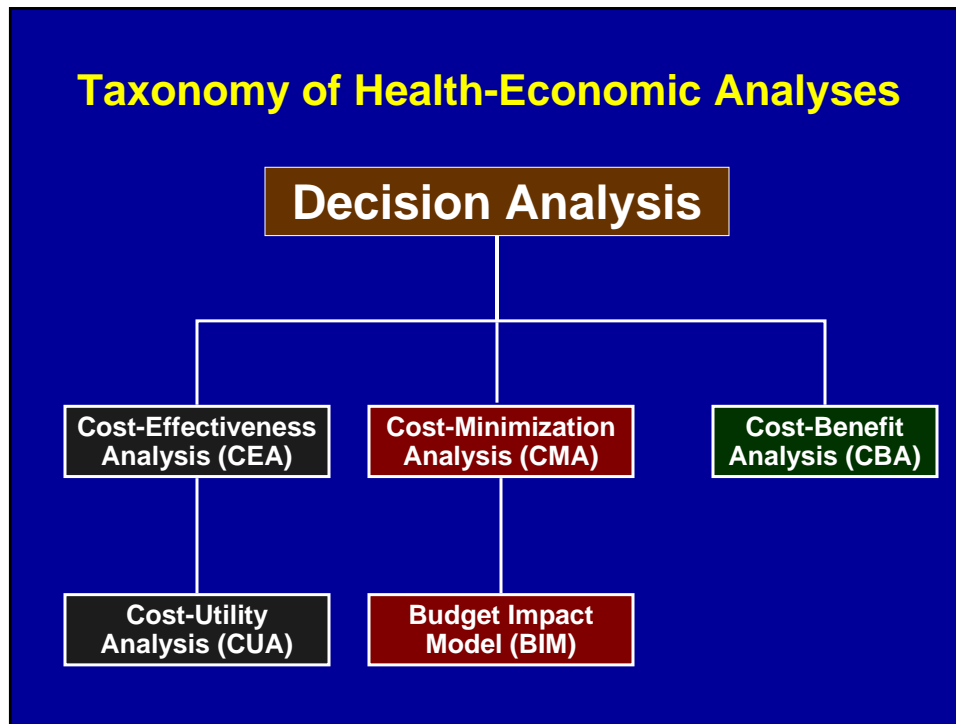 Taxonomy of Health-Economic Analyses
Decision Analysis
Cost-Effectiveness
Analysis (CEA)
Cost-Minimization
Analysis (CMA)
Cost-Benefit
Analysis (CBA)
Cost-Utility
Analysis (CUA)
Budget Impact
Model (BIM)